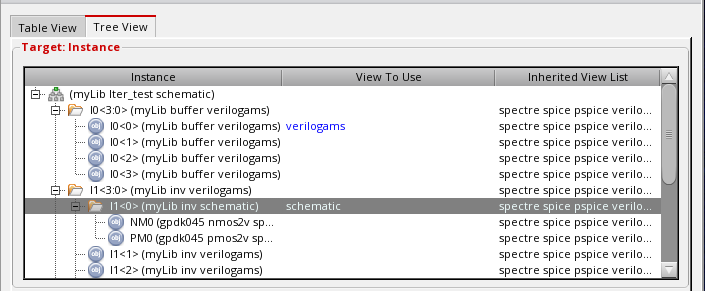 Table View Tree View
Target: Instance
Instance View To Use Inherited View List
(myLib Iter_test schematic)
I0<3:0> (myLib buffer verilogams) spectre spice pspice verilo...
I0<0> (myLib buffer verilogams) verilogams spectre spice pspice verilo...
I0<1> (myLib buffer verilogams) spectre spice pspice verilo...
I0<2> (myLib buffer verilogams) spectre spice pspice verilo...
I0<3> (myLib buffer verilogams) spectre spice pspice verilo...
I1<3:0> (myLib inv verilogams) spectre spice pspice verilo...
I1<0> (myLib inv schematic) schematic spectre spice pspice verilo...
NM0 (gpdk045 nmos2v sp... spectre spice pspice verilo...
PM0 (gpdk045 pmos2v sp... spectre spice pspice verilo...
I1<1> (myLib inv verilogams) spectre spice pspice verilo...
I1<2> (myLib inv verilogams) spectre spice pspice verilo...